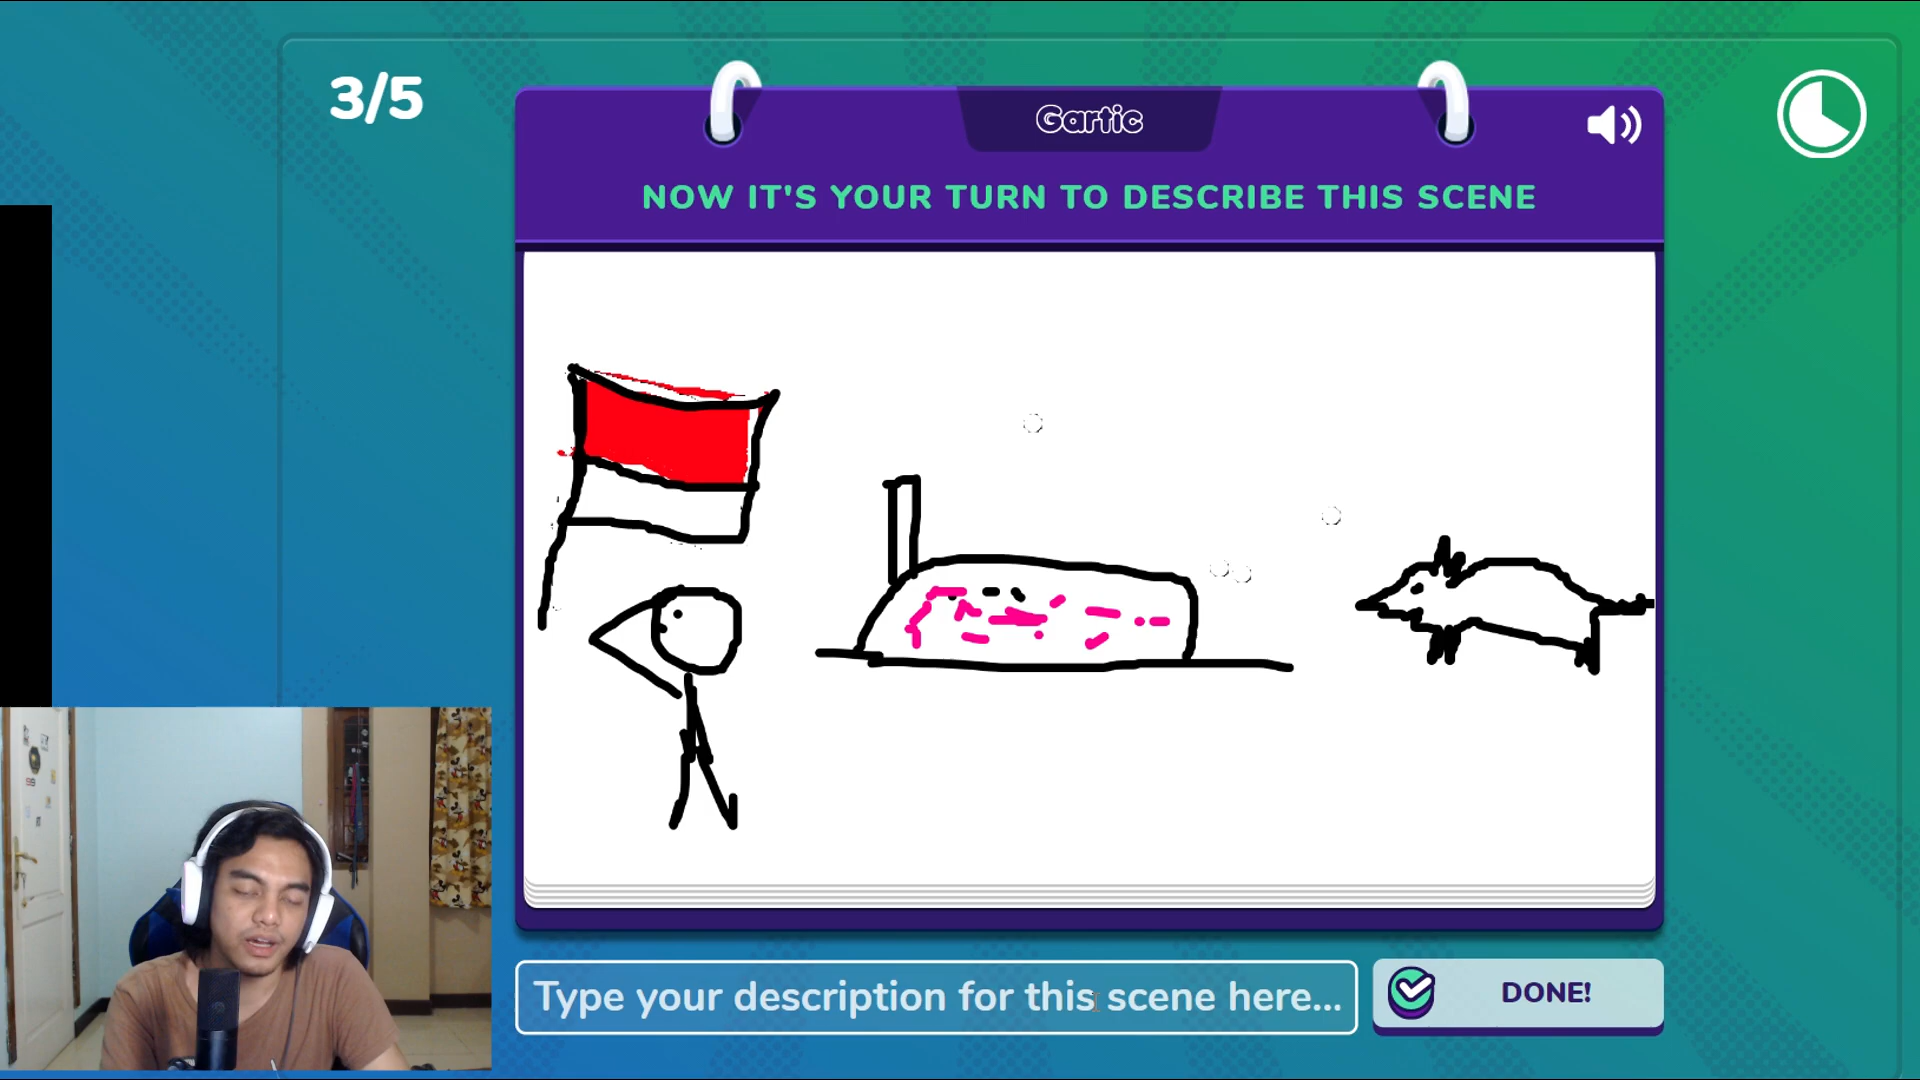 3/5
Gartic
NOW IT'S YOUR TURN TO DESCRIBE THIS SCENE
Type your description for this scene here...
DONE!